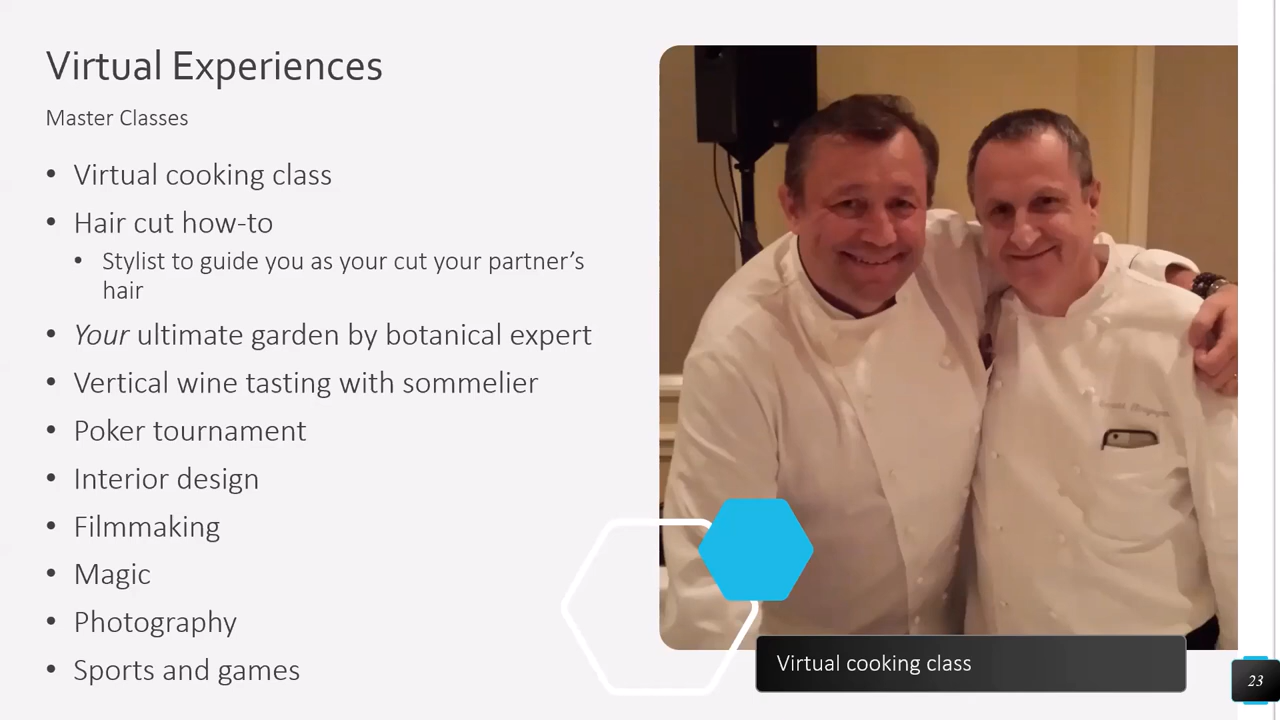 Virtual Experiences
Master Classes
• Virtual cooking class
• Hair cut how-to
• Stylist to guide you as your cut your partner’s
hair
• Your ultimate garden by botanical expert
• Vertical wine tasting with sommelier
• Poker tournament
• Interior design
• Filmmaking
• Magic
Photography
• Sports and games
Virtual cooking class
23